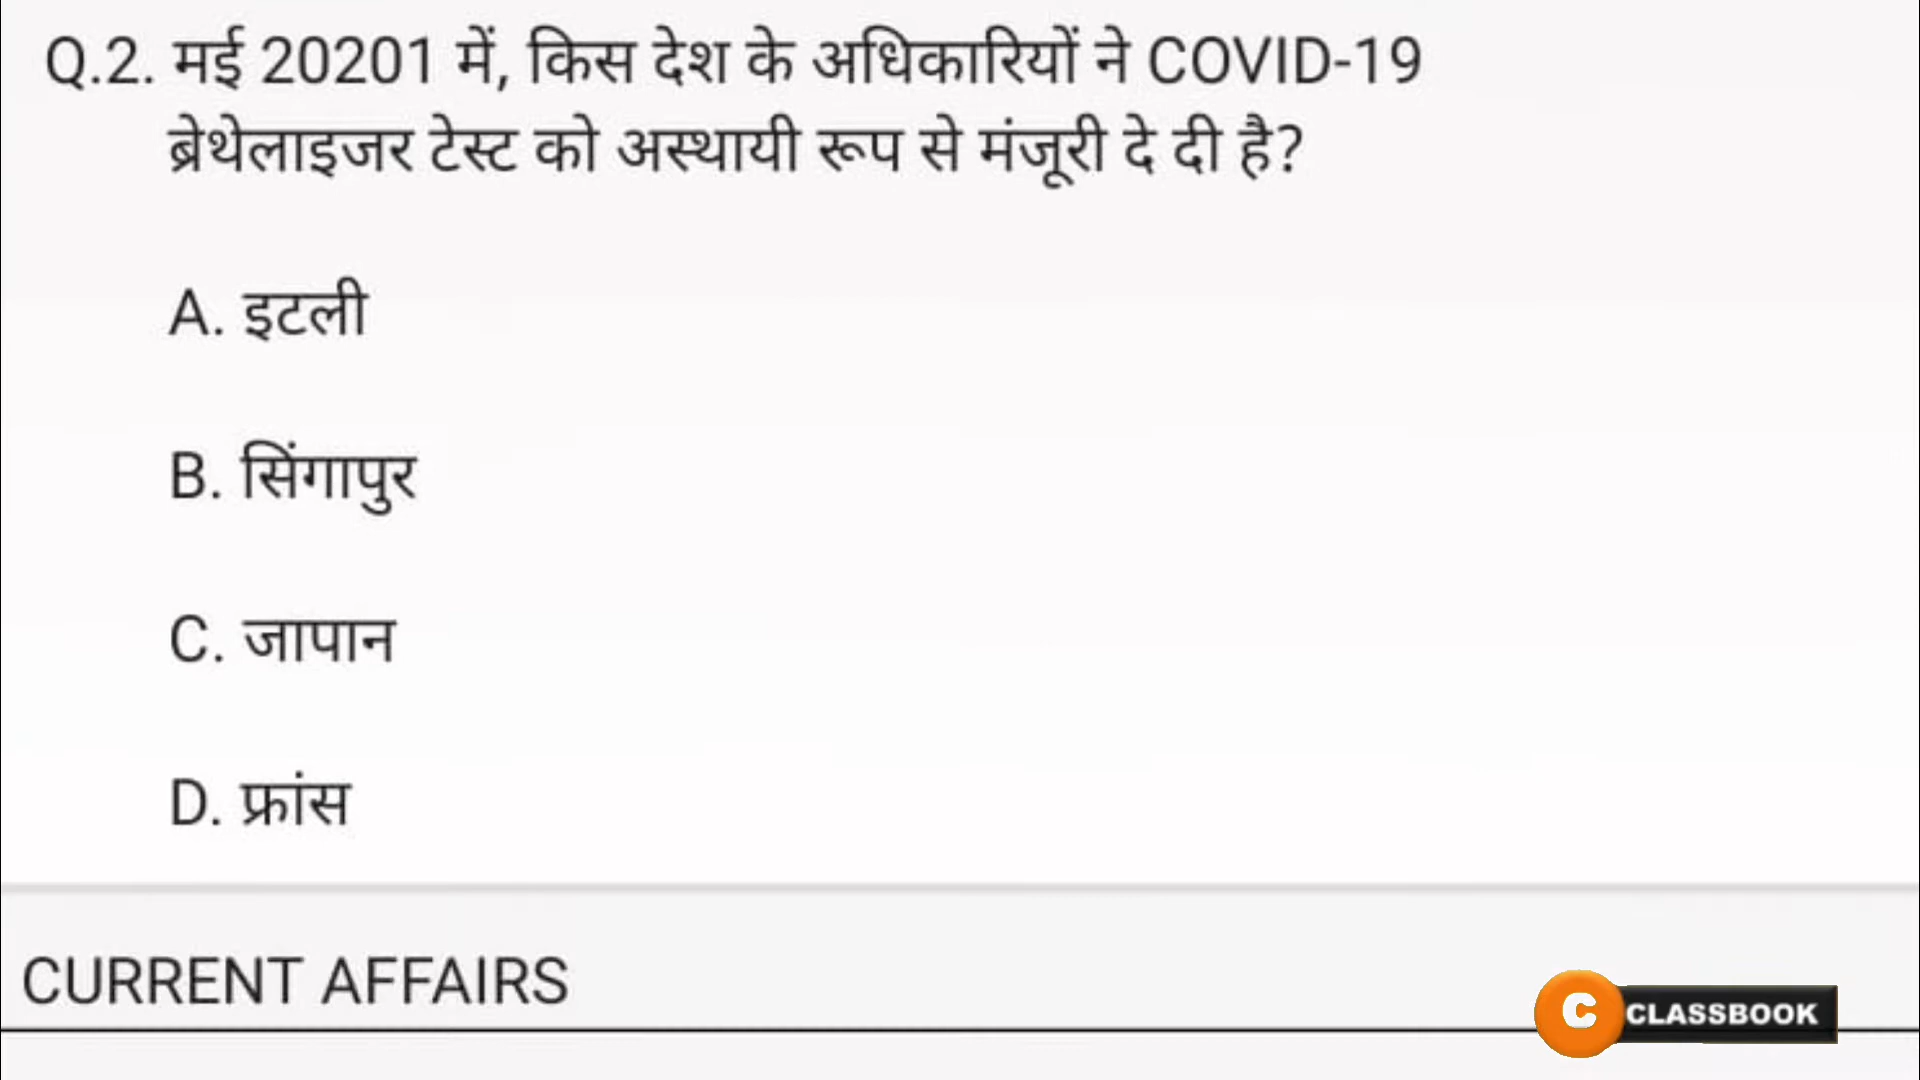 Q.2. मई 20201 में, किस देश के अधिकारियों ने COVID-19
ब्रेथेलाइजर टेस्ट को अस्थायी रूप से मंजूरी दे दी है?
A. इटली
B. सिंगापुर
C. जापान
D. फ्रांस
CURRENT AFFAIRS
C CLASSBOOK